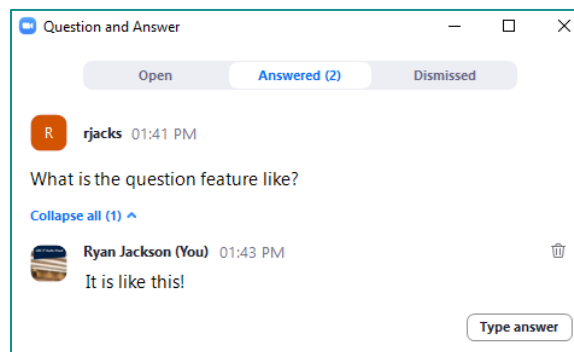 Question and Answer
Open Answered (2) Dismissed
R rjacks 01:41 PM
What is the question feature like?
Collapse all (1)
Ryan Jackson (You) 01:43 PM
It is like this!
Type answer